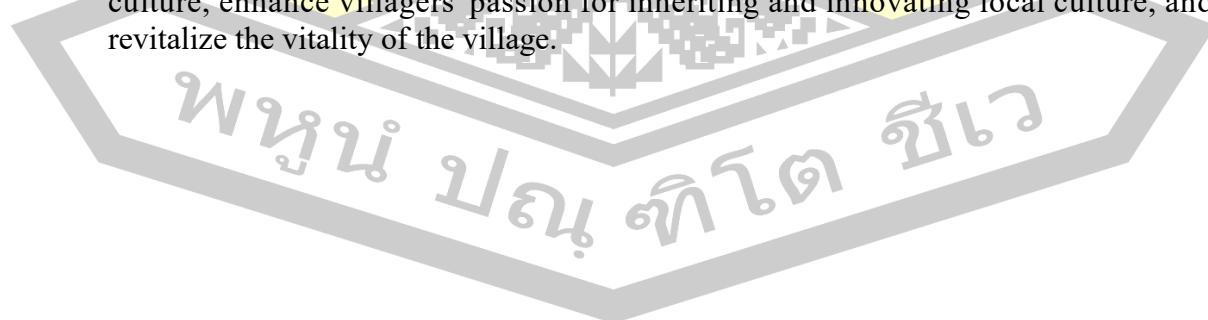 culture, enhance villagers' passion for inheriting and innovating local culture, and
revitalize the vitality of the village.
พหูนํ ปณฺฑิโต ชีเว